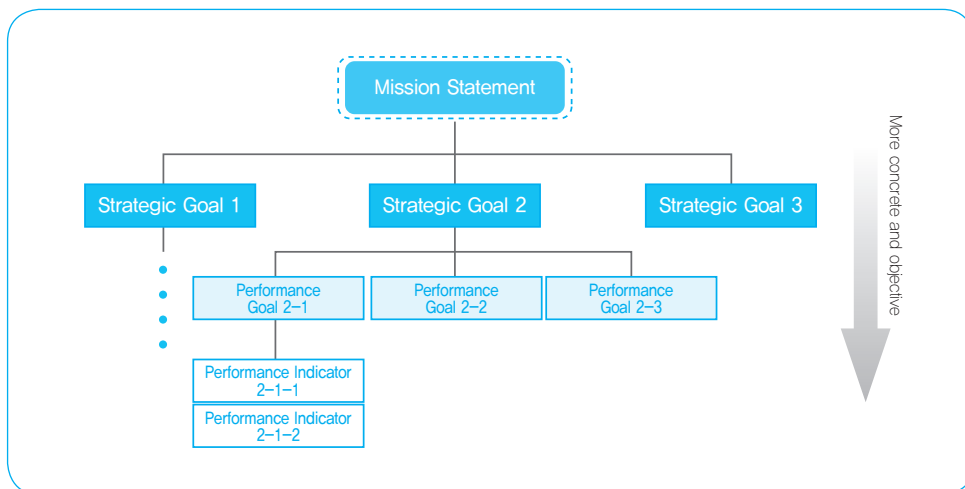 Mission Statement
Strategic Goal 1
Strategic Goal 2
Strategic Goal 3
Performance
Goal 2–1
Performance
Goal 2–2
Performance
Goal 2–3
Performance Indicator
2–1–1
Performance Indicator
2–1–2
More concrete and objective